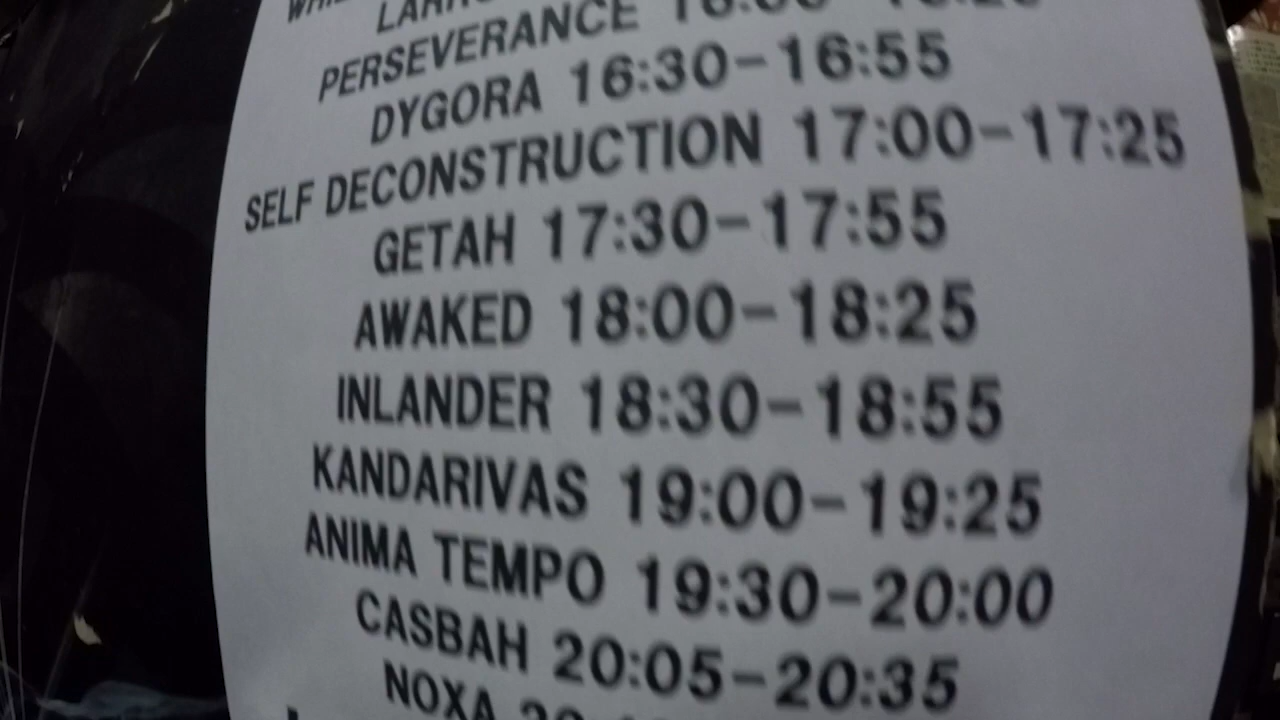 PERSEVERANCE
DYGORA 16:30-16:55
SELF DECONSTRUCTION 17:00-17:25
GETAH 17:30-17:55
AWAKED 18:00-18:25
INLANDER 18:30-18:55
KANDARIVAS 19:00-19:25
ANIMA TEMPO 19:30-20:00
CASBAH 20:05-20:35
NOXA